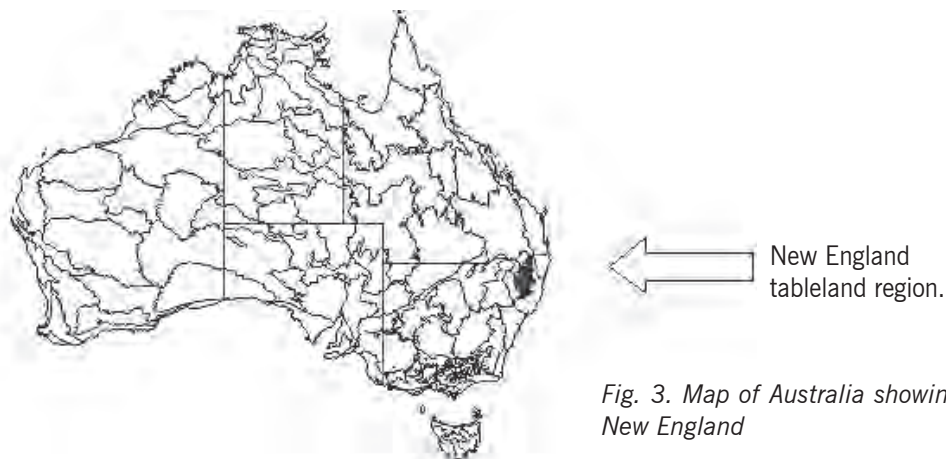 New England
tableland region.
Fig. 3. Map of Australia showin
New England